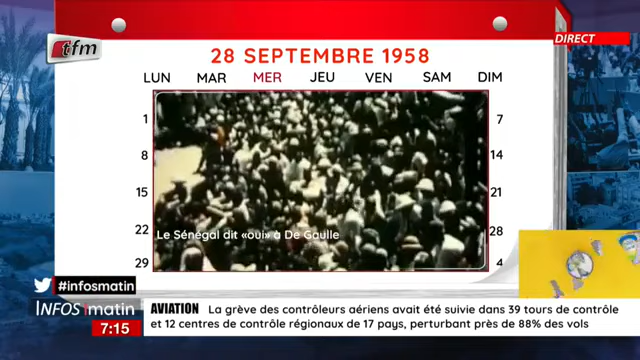 tfm
DIRECT
28 SEPTEMBRE 1958
LUN MAR MER JEU VEN SAM DIM
1 7
8 14
15 21
22 28
29 4
Le Sénégal dit «oui» à De Gaulle
#infosmatin
INFOS matin
7:15
AVIATION La grève des contrôleurs aériens avait été suivie dans 39 tours de contrôle
et 12 centres de contrôle régionaux de 17 pays, perturbant près de 88% des vols